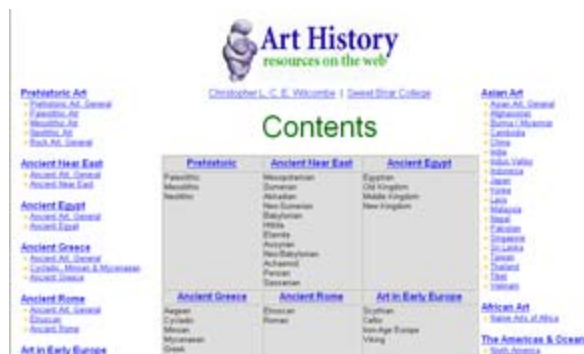 Art History
resources on the web
Christopher L. C. E. Witcombe | Sweet Briar College
Contents
Prehistoric Art
Prehistoric Art, General
Paleolithic Art
Mesolithic Art
Neolithic Art
Rock Art, General
Ancient Near East
Ancient Art, General
Ancient Near East
Ancient Egypt
Ancient Art, General
Ancient Egypt
Ancient Greece
Ancient Art, General
Cycladic, Minoan & Mycenaean
Ancient Greece
Ancient Rome
Ancient Art, General
Etruscan
Ancient Rome
Art in Early Europe
Prehistoric
Paleolithic
Mesolithic
Neolithic
Ancient Near East
Mesopotamian
Sumerian
Akkadian
Neo-Sumerian
Babylonian
Hittite
Elamite
Assyrian
Neo-Babylonian
Achaemid
Persian
Sassanian
Ancient Egypt
Egyptian
Old Kingdom
Middle Kingdom
New Kingdom
Ancient Greece
Aegean
Cycladic
Minoan
Mycenaean
Greek
Ancient Rome
Etruscan
Roman
Art in Early Europe
Scythian
Celtic
Iron-Age Europe
Viking
Asian Art
Asian Art, General
Afghanistan
Burma / Myanmar
Cambodia
China
India
Indus Valley
Indonesia
Japan
Korea
Laos
Malaysia
Nepal
Pakistan
Singapore
Sri Lanka
Taiwan
Thailand
Tibet
Vietnam
African Art
Native Arts of Africa
The Americas & Ocean
North America